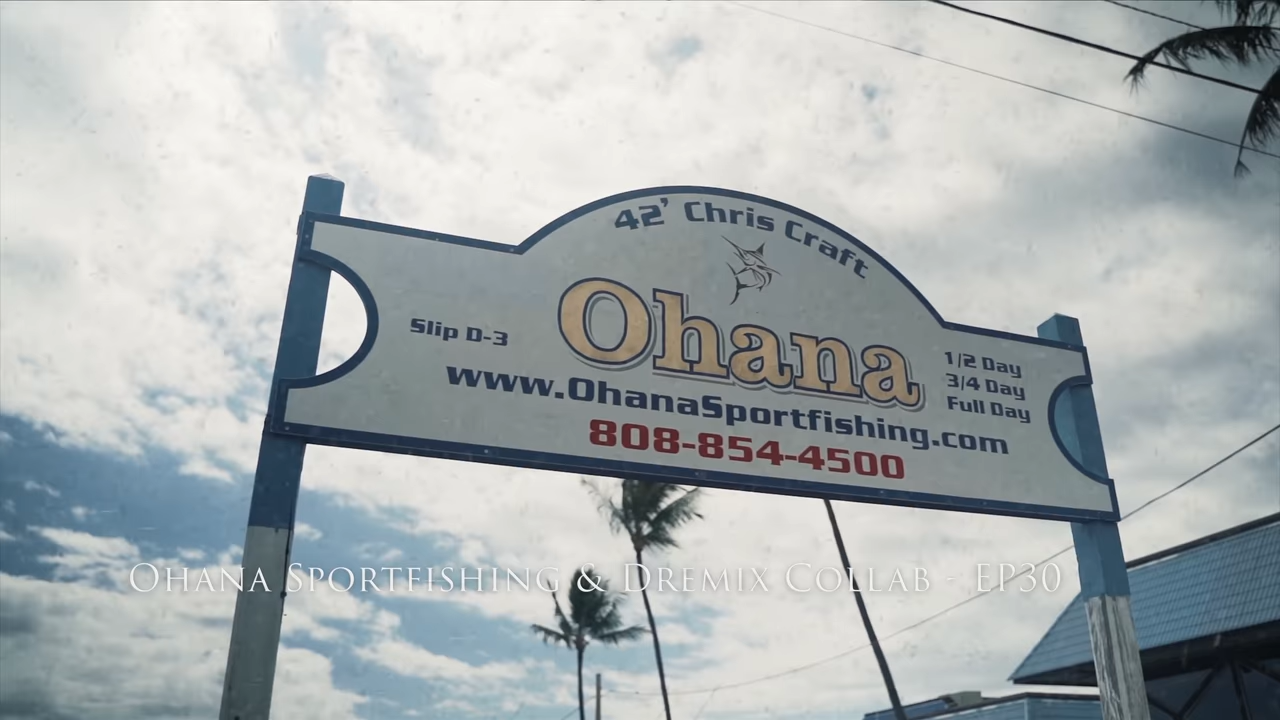 42' Chris Craft
Ohana
Slip D-3
1/2 Day
3/4 Day
Full Day
www.OhanaSportfishing.com
808-854-4500
Ohana Sportfishing & Dremix Collab - EP30